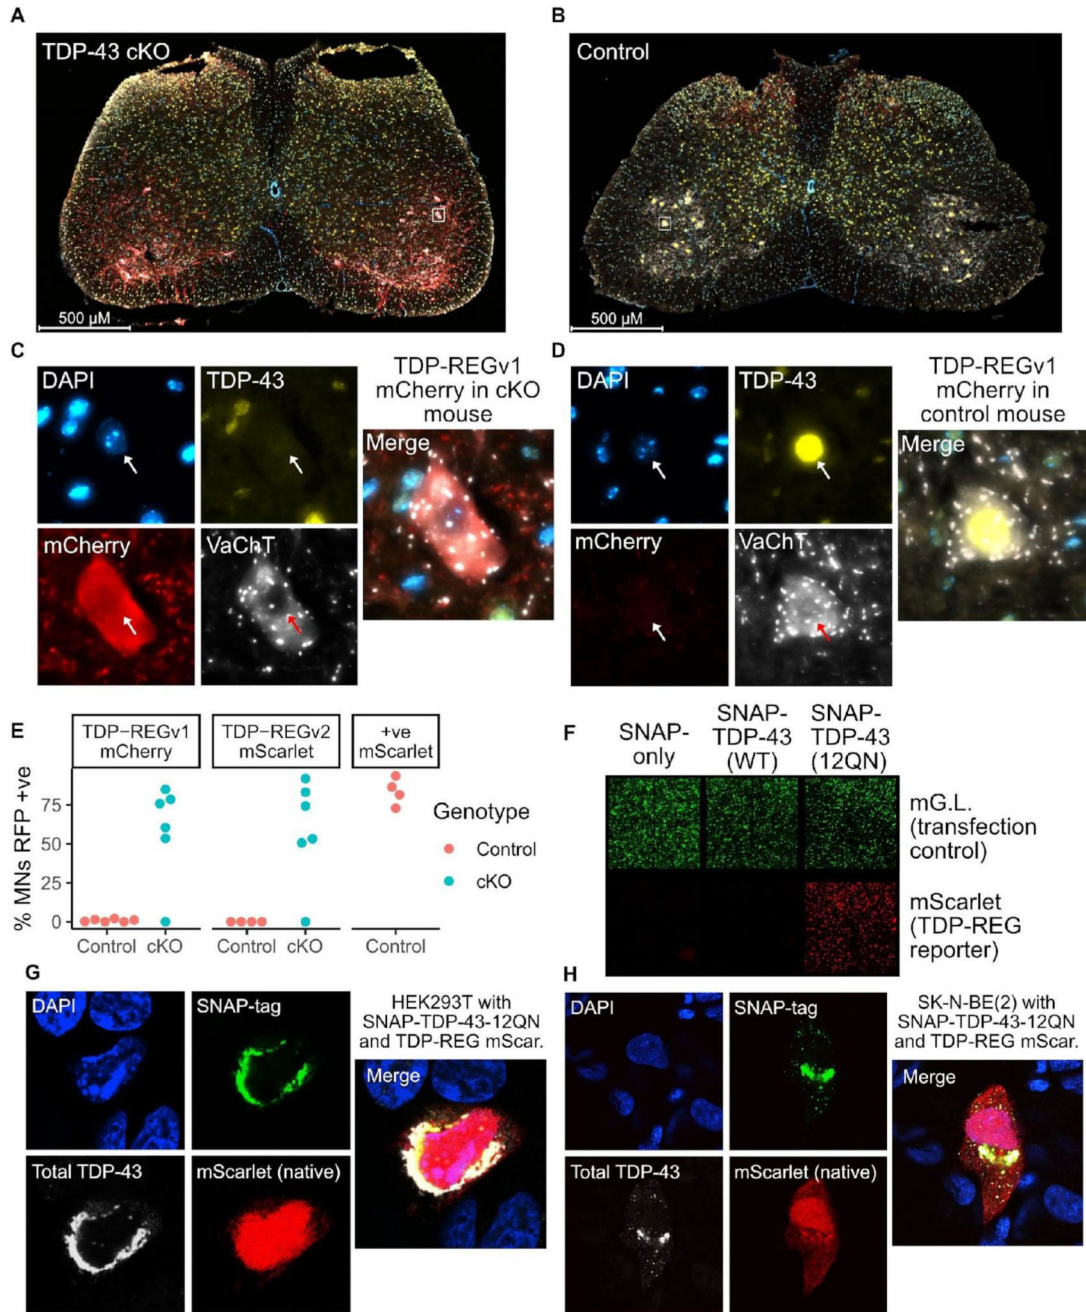 A
TDP-43 cKO
500 µM
B
Control
500 µM
C
DAPI
TDP-43
TDP-REGv1
mCherry in cKO
mouse
Merge
mCherry
VaChT
D
DAPI
TDP-43
TDP-REGv1
mCherry in
control mouse
Merge
mCherry
VaChT
E
TDP−REGv1
mCherry
TDP−REGv2
mScarlet
+ve
mScarlet
% MNs RFP +ve
75
50
25
0
Control
cKO
Control
cKO
Control
Genotype
Control
cKO
F
SNAP-
only
SNAP-
TDP-43
(WT)
SNAP-
TDP-43
(12QN)
mG.L.
(transfection
control)
mScarlet
(TDP-REG
reporter)
G
DAPI
SNAP-tag
HEK293T with
SNAP-TDP-43-12QN
and TDP-REG mScar.
Merge
Total TDP-43
mScarlet (native)
H
DAPI
SNAP-tag
SK-N-BE(2) with
SNAP-TDP-43-12QN
and TDP-REG mScar.
Merge
Total TDP-43
mScarlet (native)